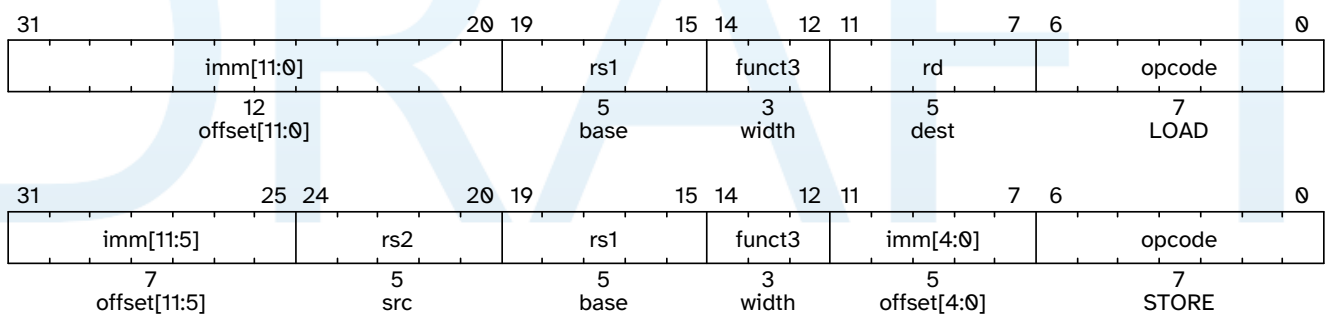 31 20 19 15 14 12 11 7 6 0
imm[11:0] rs1 funct3 rd opcode
12 5 3 5 7
offset[11:0] base width dest LOAD
31 25 24 20 19 15 14 12 11 7 6 0
imm[11:5] rs2 rs1 funct3 imm[4:0] opcode
7 5 5 3 5 7
offset[11:5] src base width offset[4:0] STORE
DRAFT